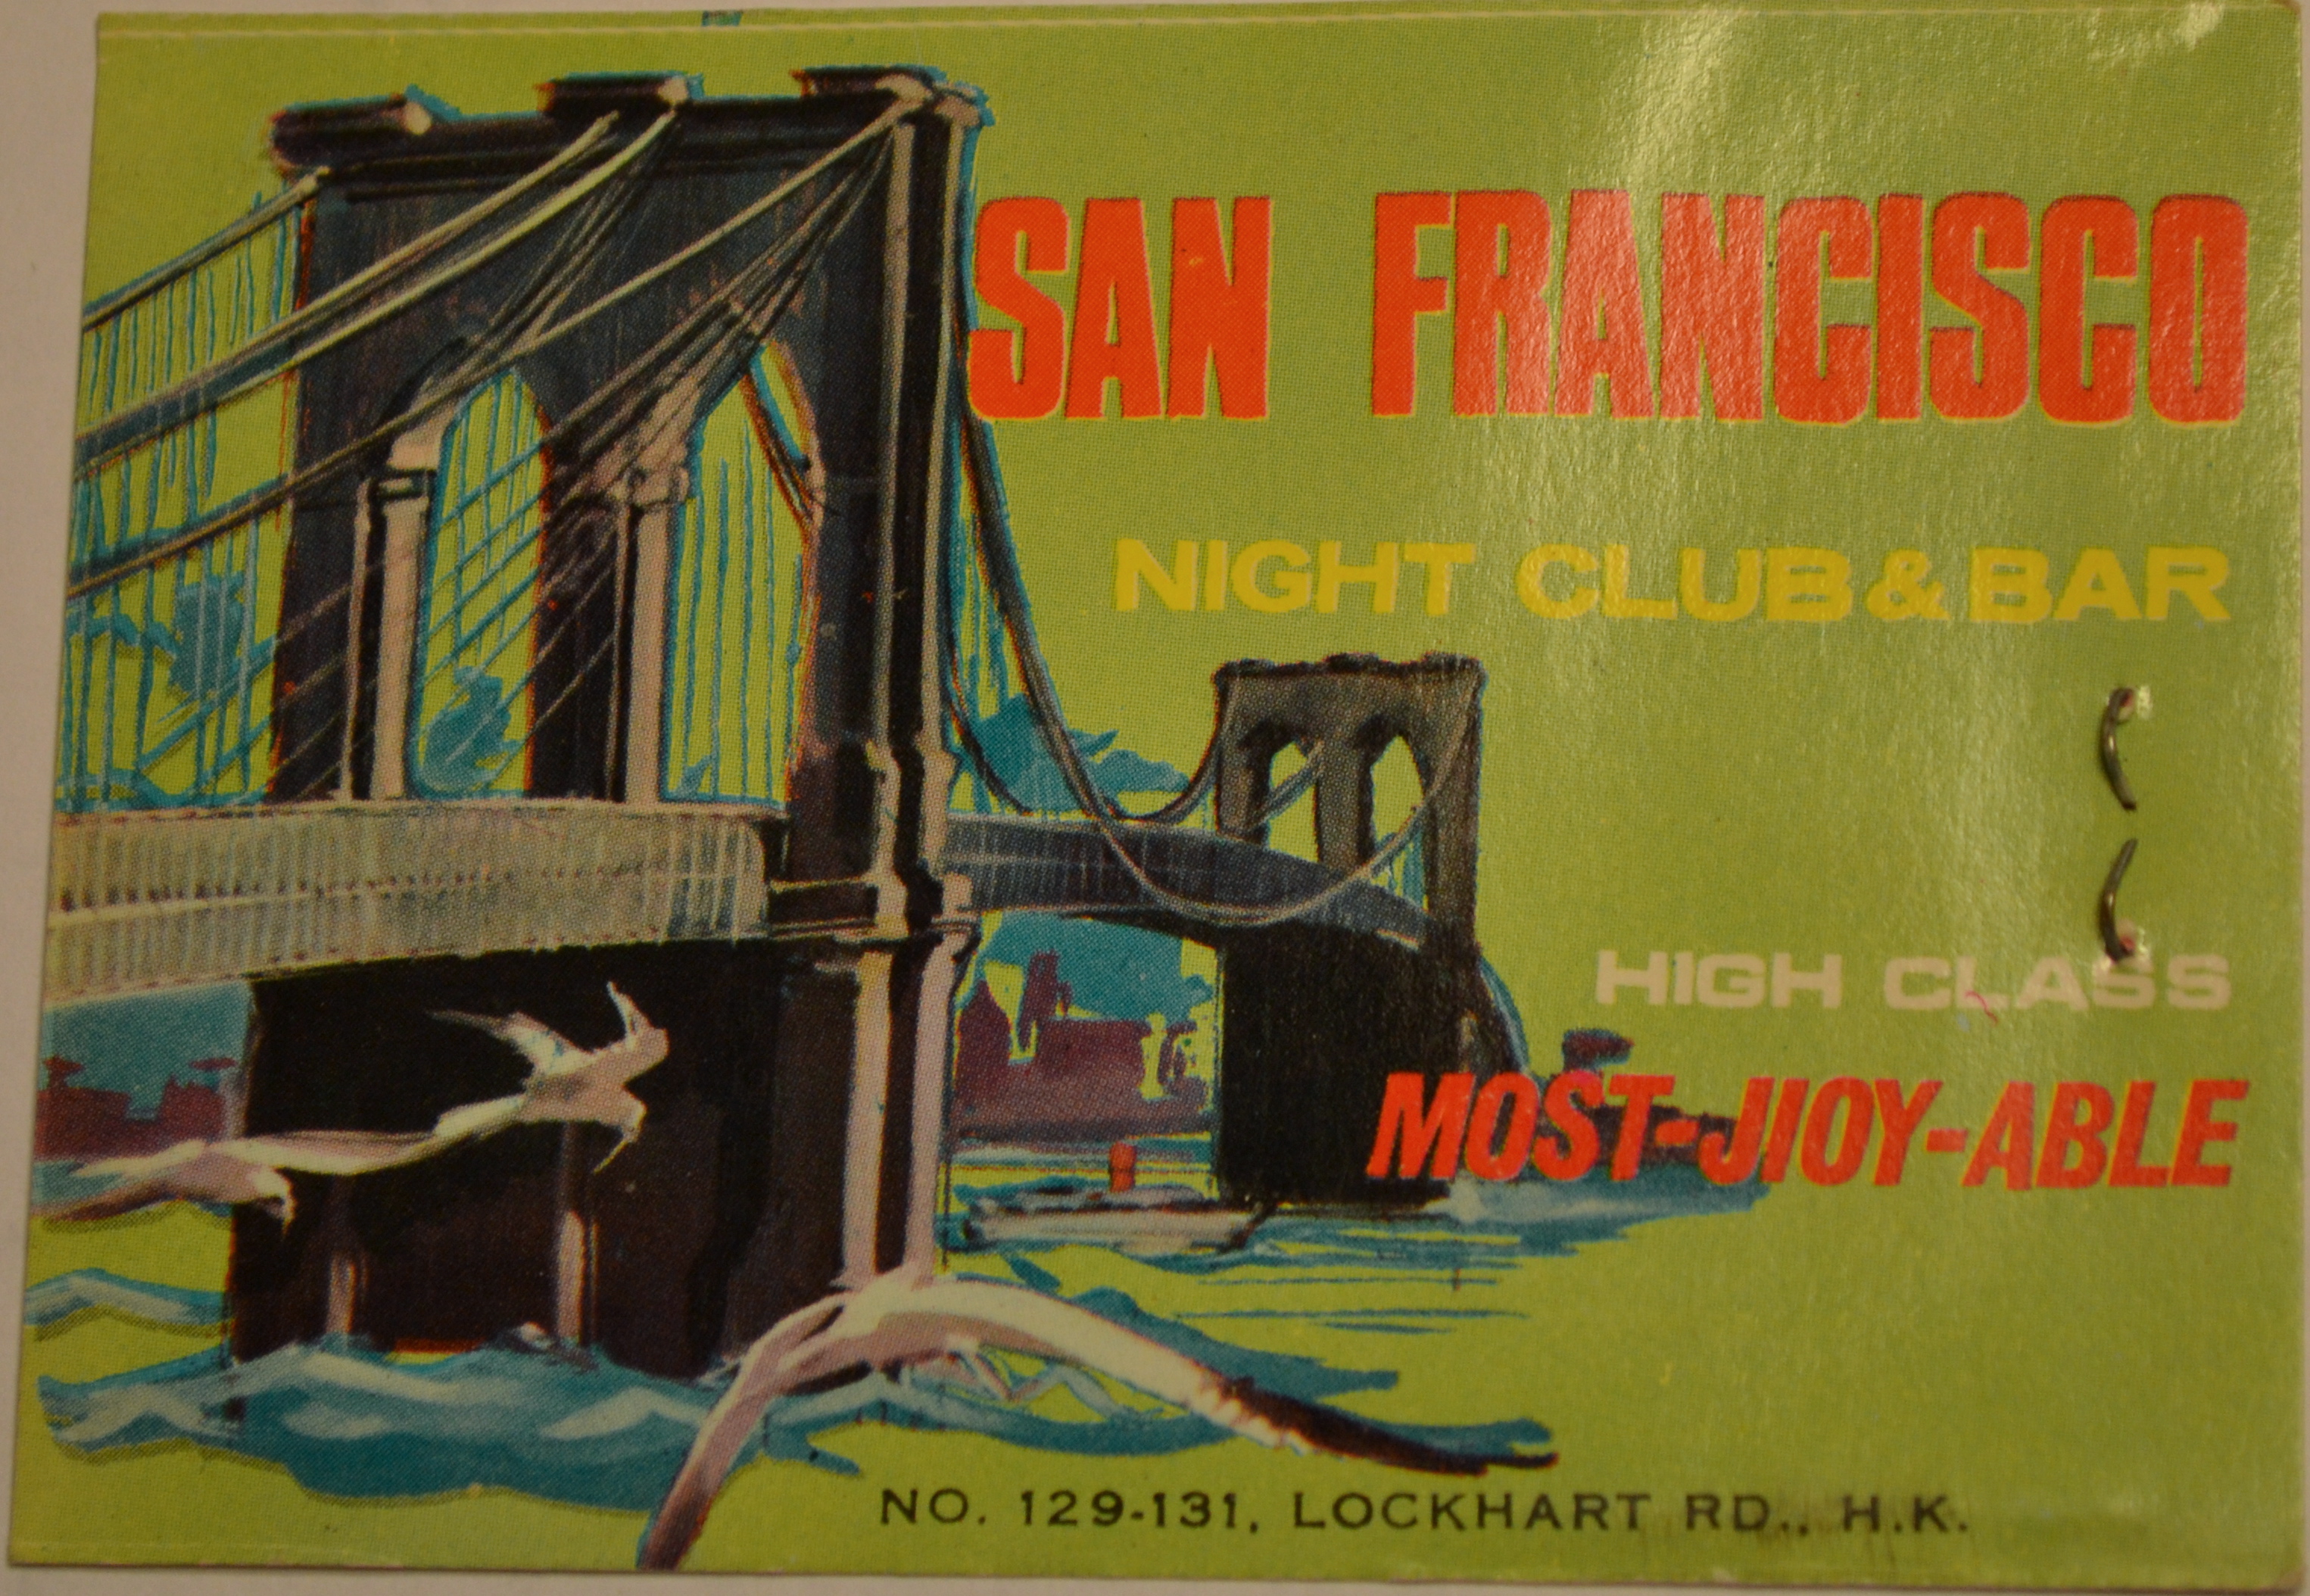 SAN FRANCISCO
NIGHT CLUB & BAR
HIGH CLASS
MOST-JIOY-ABLE
NO. 129-131, LOCKHART RD., H.K.